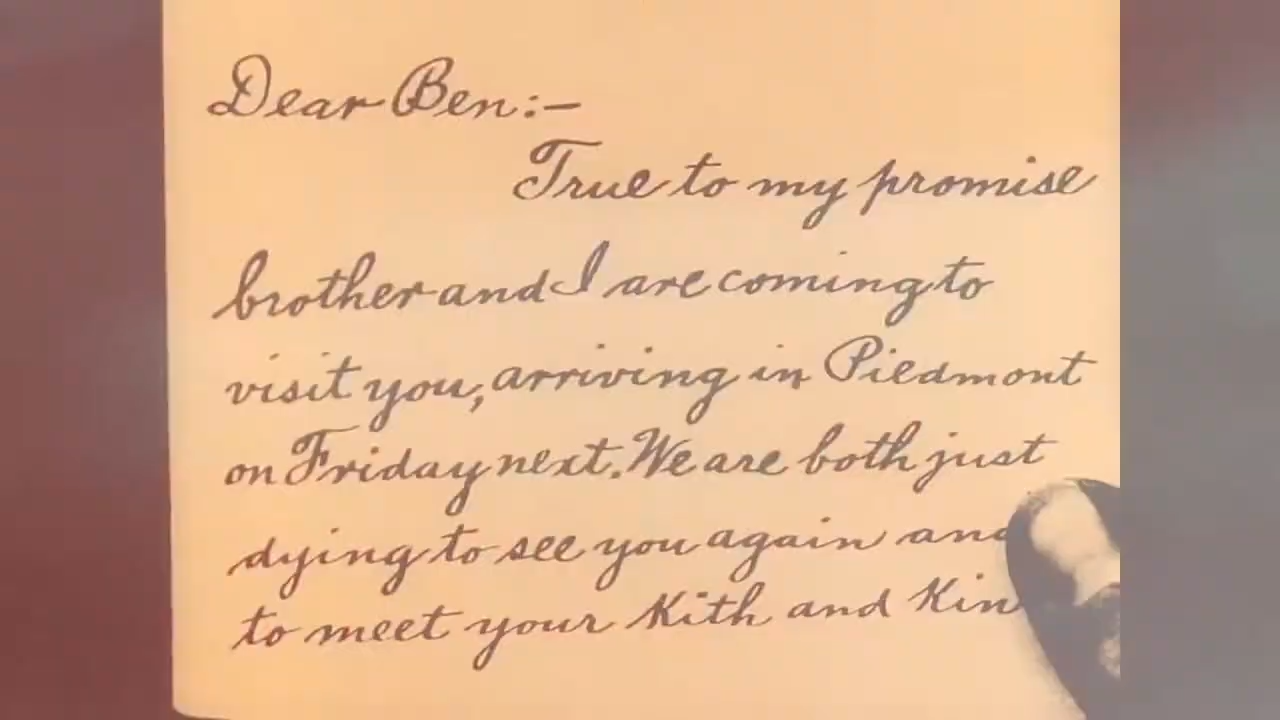 Dear Ben:—
True to my promise
brother and I are coming to
visit you, arriving in Piedmont
on Friday next. We are both just
dying to see you again and
to meet your Kith and Kin